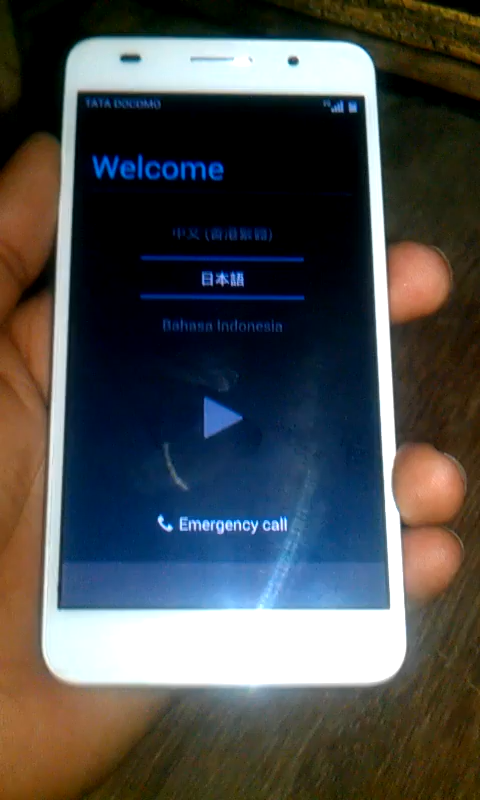 TATA DOCOMO
Welcome
中文 (香港繁體)
日本語
Bahasa Indonesia
Emergency call